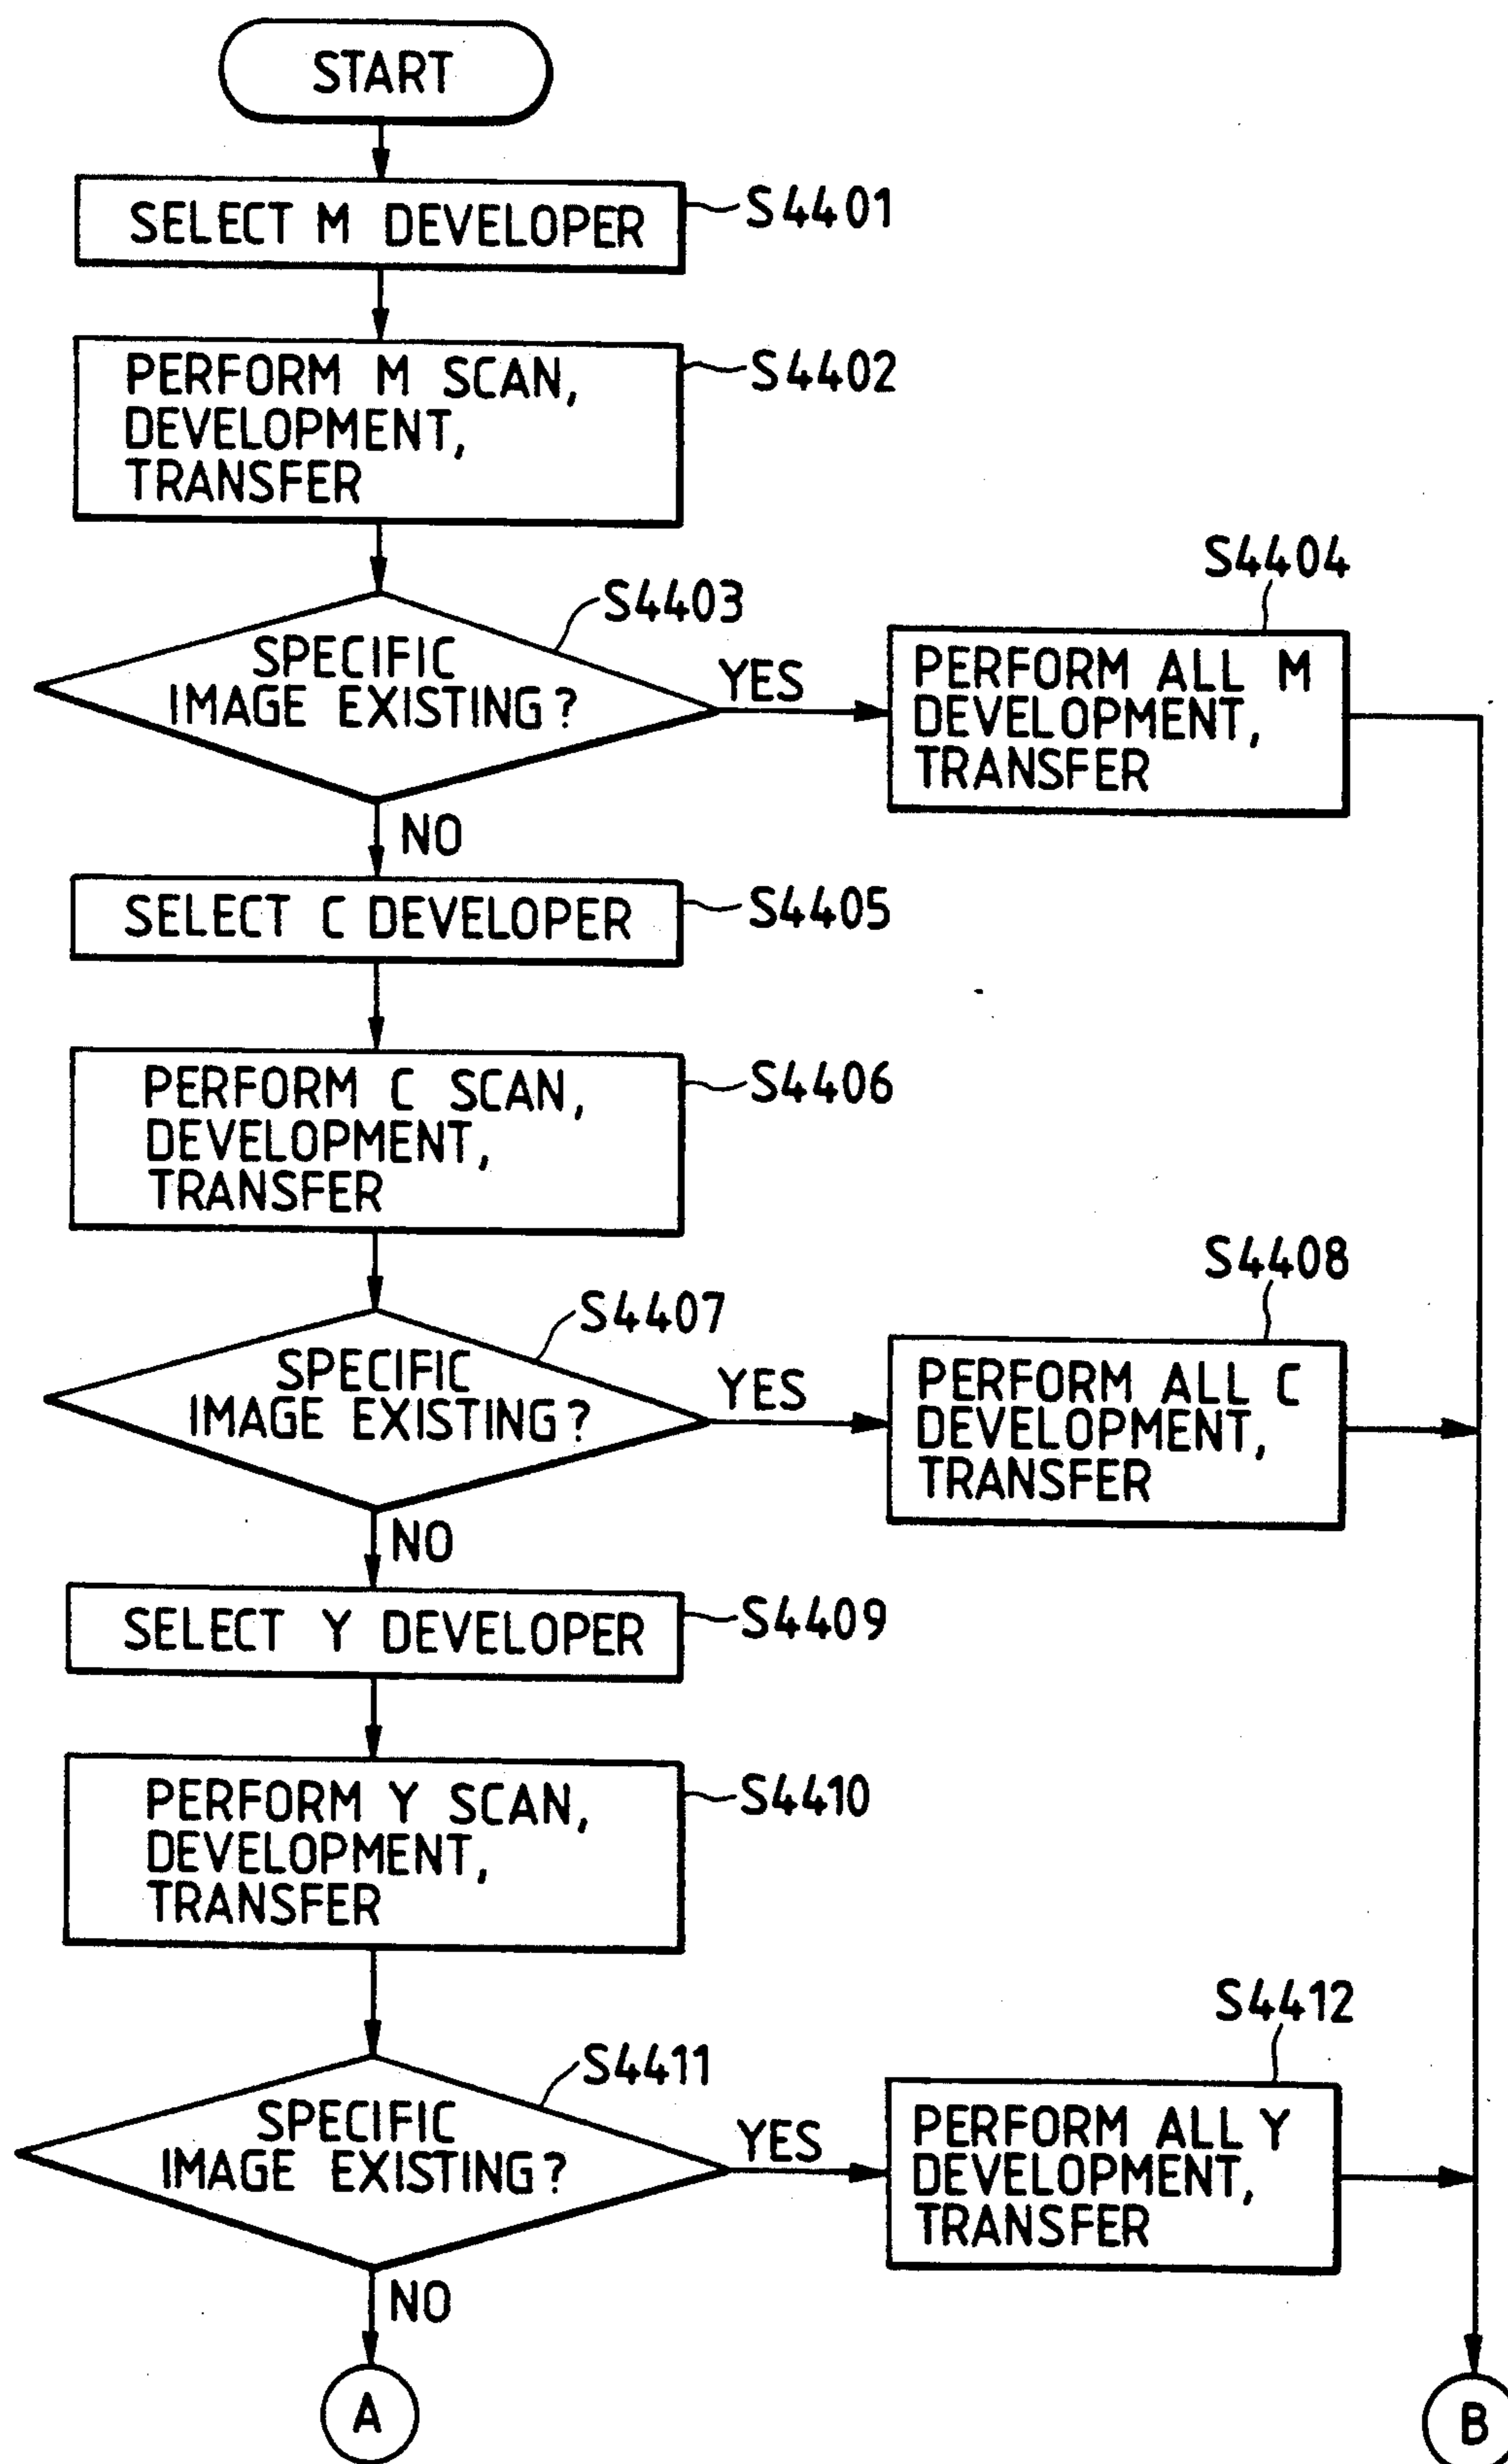 START
SELECT M DEVELOPER
S4401
PERFORM M SCAN,
DEVELOPMENT,
TRANSFER
S4402
SPECIFIC
IMAGE EXISTING?
S4403
YES
S4404
PERFORM ALL M
DEVELOPMENT,
TRANSFER
NO
SELECT C DEVELOPER
S4405
PERFORM C SCAN,
DEVELOPMENT,
TRANSFER
S4406
SPECIFIC
IMAGE EXISTING?
S4407
YES
S4408
PERFORM ALL C
DEVELOPMENT,
TRANSFER
NO
SELECT Y DEVELOPER
S4409
PERFORM Y SCAN,
DEVELOPMENT,
TRANSFER
S4410
SPECIFIC
IMAGE EXISTING?
S4411
YES
S4412
PERFORM ALL Y
DEVELOPMENT,
TRANSFER
NO
A
B